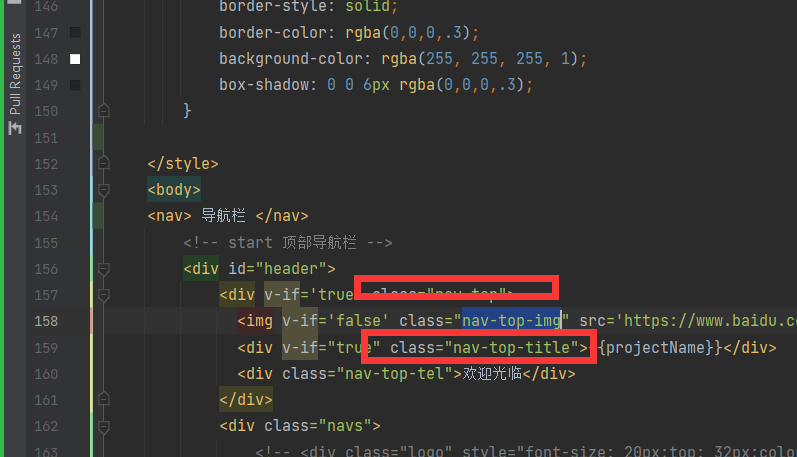 Pull Requests
146 border-style: solid;
147 border-color: rgba(0,0,0,.3);
148 background-color: rgba(255, 255, 255, 1);
149 box-shadow: 0 0 6px rgba(0,0,0,.3);
150 }
151
152 </style>
153 <body>
154 <nav> 导航栏 </nav>
155 <!-- start 顶部导航栏 -->
156 <div id="header">
157 <div v-if='true' class="nav-top">
158 <img v-if='false' class="nav-top-img" src='https://www.baidu.co
159 <div v-if="true" class="nav-top-title">{{projectName}}</div>
160 <div class="nav-top-tel">欢迎光临</div>
161 </div>
162 <div class="navs">
163 <!-- <div class="logo" style="font-size: 20px;top: 32px;color